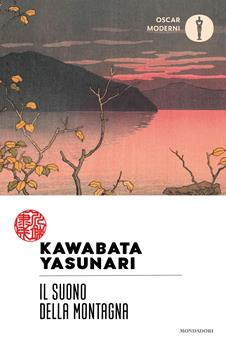 OSCAR
MODERNI
KAWABATA
YASUNARI
IL SUONO
DELLA MONTAGNA
MONDADORI